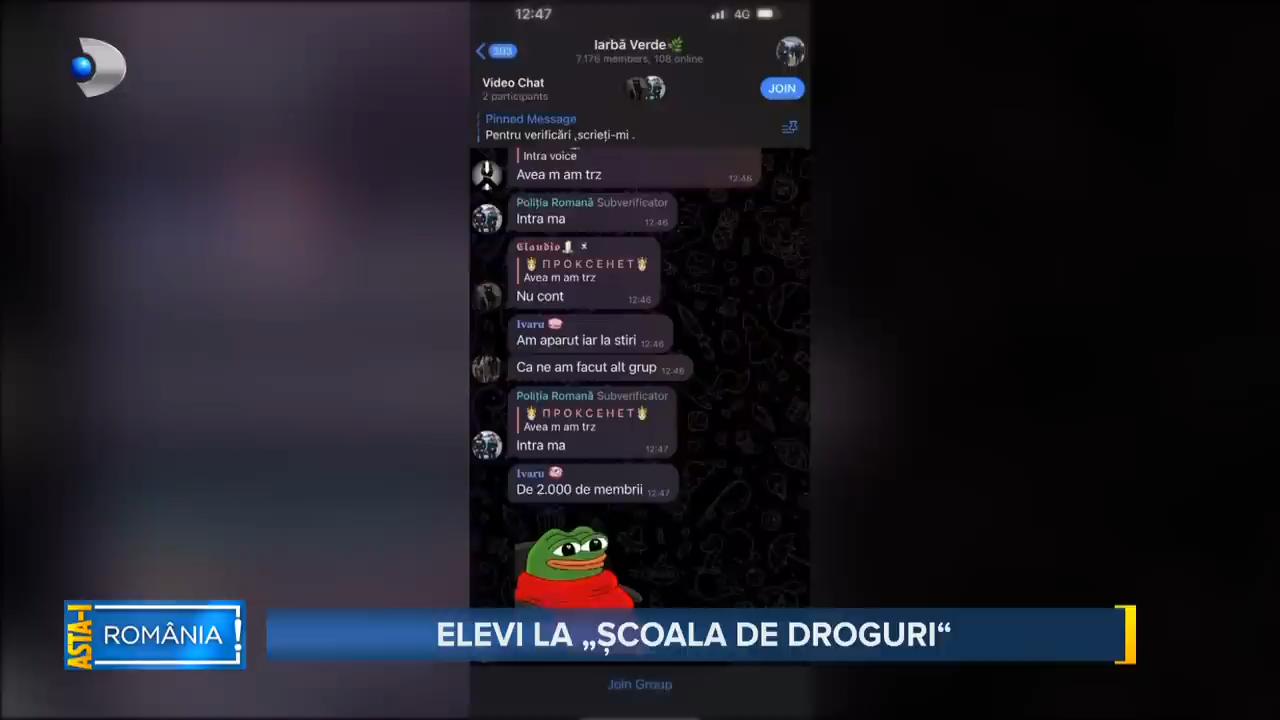 12:47
4G
393
Iarbă Verde
7.176 members, 108 online
Video Chat
2 participants
JOIN
Pinned Message
Pentru verificări ,scrieți-mi .
Intra voice
Avea m am trz
12:46
Poliția Romană Subverificator
Intra ma
12:46
Claudio
ПРОКСЕНЕТ
Avea m am trz
Nu cont
12:46
Ivaru
Am aparut iar la stiri
12:46
Ca ne am facut alt grup
12:46
Poliția Romană Subverificator
ПРОКСЕНЕТ
Avea m am trz
Intra ma
12:47
Ivaru
De 2.000 de membrii
12:47
ASTA-I
ROMÂNIA!
ELEVI LA „ȘCOALA DE DROGURI“
Join Group